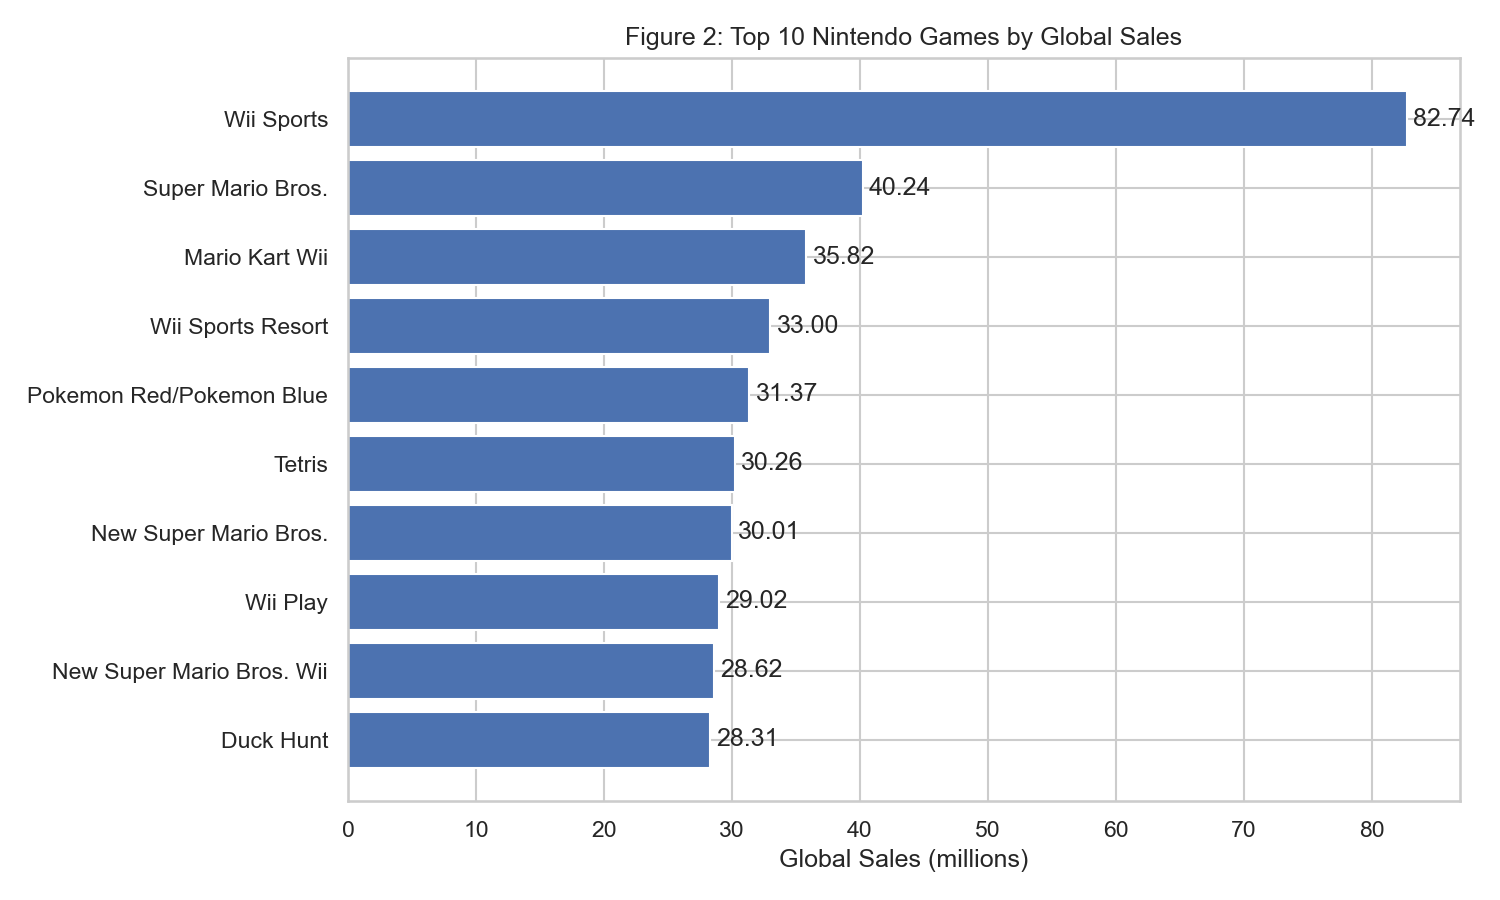 Figure 2: Top 10 Nintendo Games by Global Sales
Wii Sports 82.74
Super Mario Bros. 40.24
Mario Kart Wii 35.82
Wii Sports Resort 33.00
Pokemon Red/Pokemon Blue 31.37
Tetris 30.26
New Super Mario Bros. 30.01
Wii Play 29.02
New Super Mario Bros. Wii 28.62
Duck Hunt 28.31
0 10 20 30 40 50 60 70 80
Global Sales (millions)